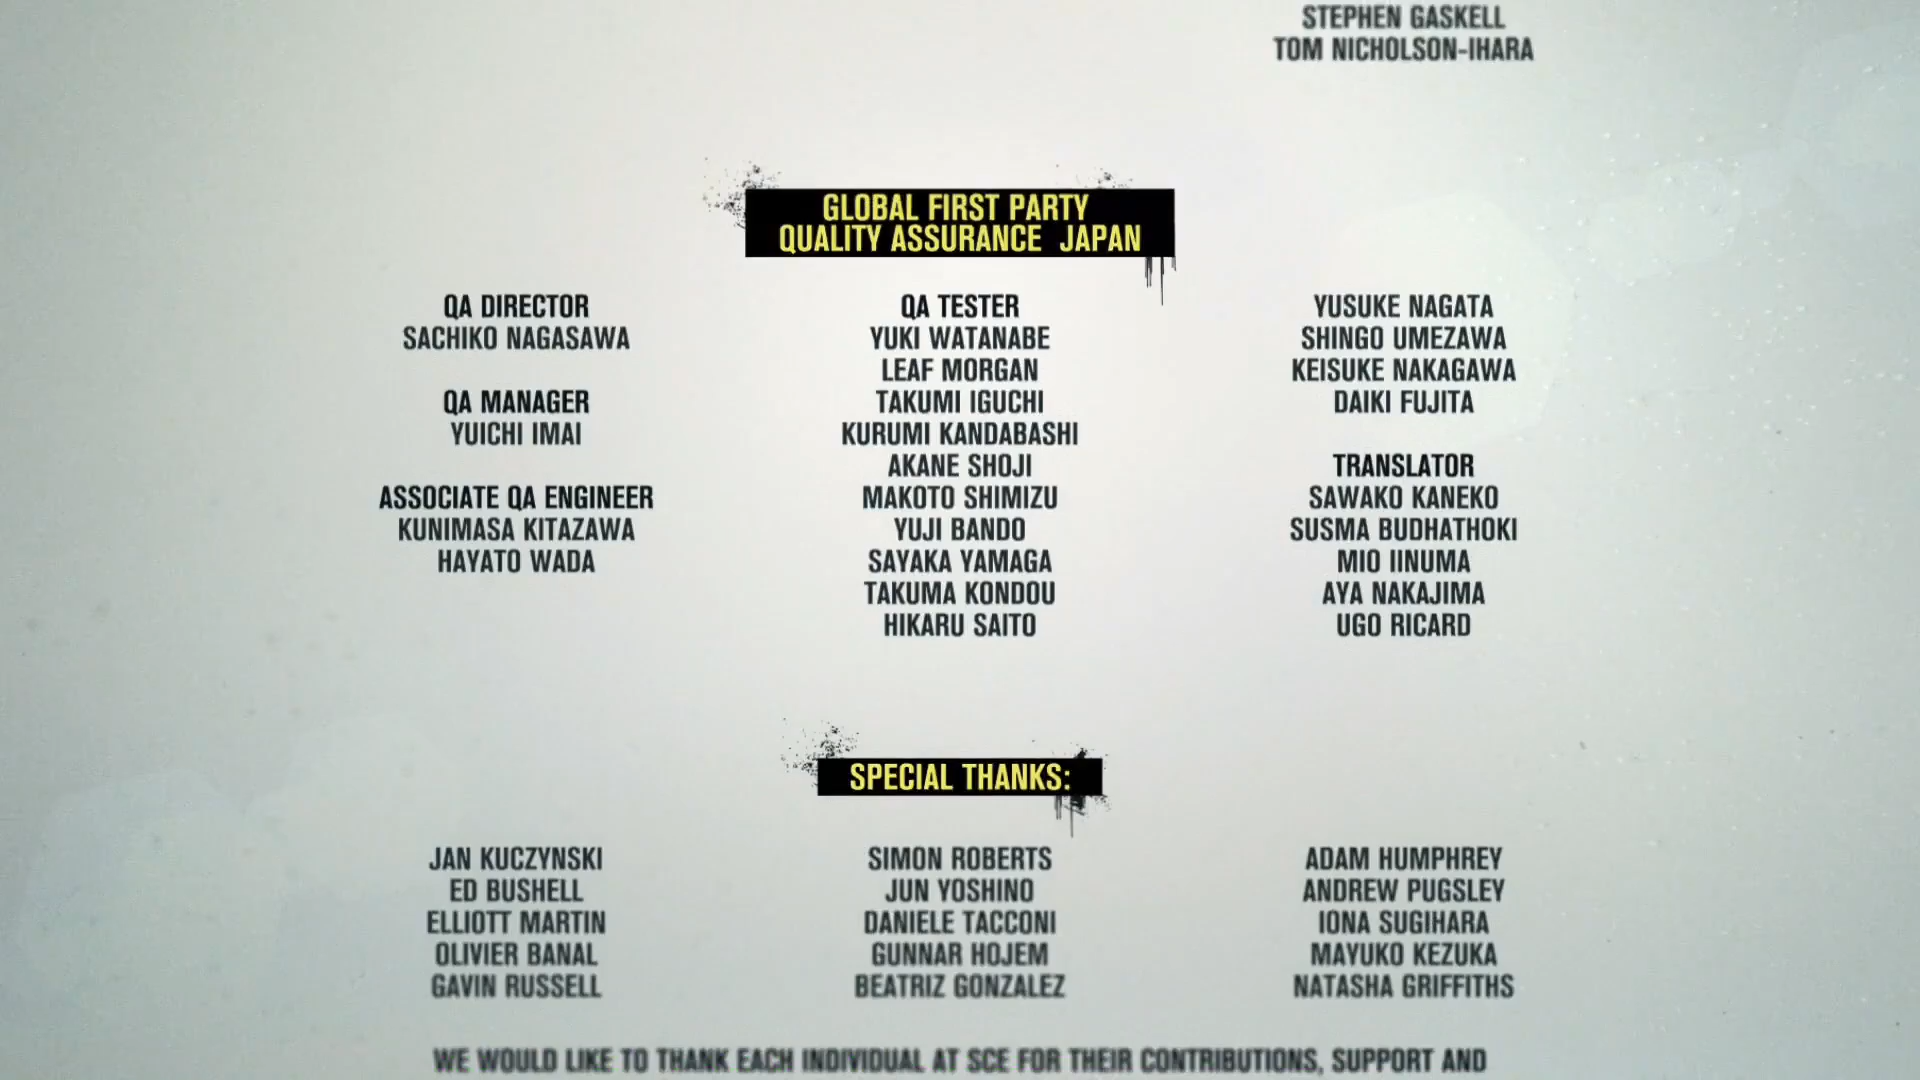 STEPHEN GASKELL
TOM NICHOLSON-IHARA
GLOBAL FIRST PARTY
QUALITY ASSURANCE JAPAN
QA DIRECTOR
SACHIKO NAGASAWA
QA MANAGER
YUICHI IMAI
ASSOCIATE QA ENGINEER
KUNIMASA KITAZAWA
HAYATO WADA
QA TESTER
YUKI WATANABE
LEAF MORGAN
TAKUMI IGUCHI
KURUMI KANDABASHI
AKANE SHOJI
MAKOTO SHIMIZU
YUJI BANDO
SAYAKA YAMAGA
TAKUMA KONDOU
HIKARU SAITO
YUSUKE NAGATA
SHINGO UMEZAWA
KEISUKE NAKAGAWA
DAIKI FUJITA
TRANSLATOR
SAWAKO KANEKO
SUSMA BUDHATHOKI
MIO IINUMA
AYA NAKAJIMA
UGO RICARD
SPECIAL THANKS:
JAN KUCZYNSKI
ED BUSHELL
ELLIOTT MARTIN
OLIVIER BANAL
GAVIN RUSSELL
SIMON ROBERTS
JUN YOSHINO
DANIELE TACCONI
GUNNAR HOJEM
BEATRIZ GONZALEZ
ADAM HUMPHREY
ANDREW PUGSLEY
IONA SUGIHARA
MAYUKO KEZUKA
NATASHA GRIFFITHS
WE WOULD LIKE TO THANK EACH INDIVIDUAL AT SCE FOR THEIR CONTRIBUTIONS, SUPPORT AND